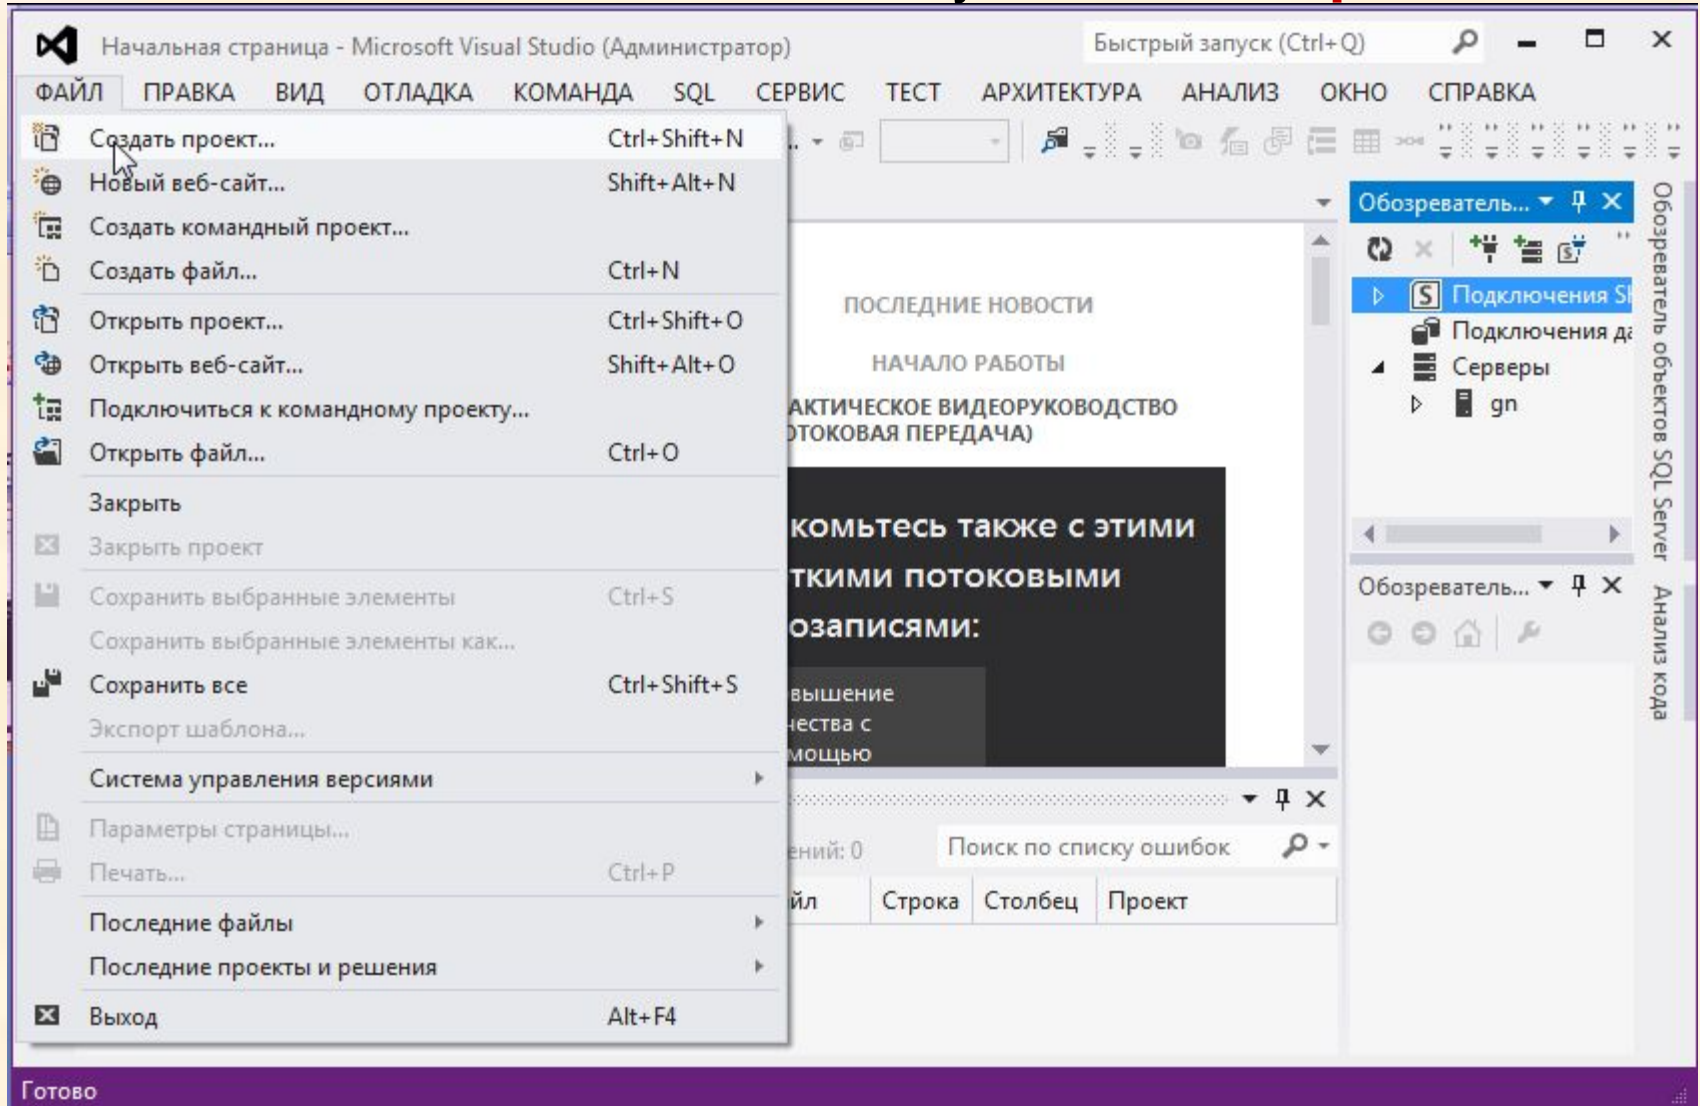 Начальная страница - Microsoft Visual Studio (Администратор)
Быстрый запуск (Ctrl+Q)
ФАЙЛ ПРАВКА ВИД ОТЛАДКА КОМАНДА SQL СЕРВИС ТЕСТ АРХИТЕКТУРА АНАЛИЗ ОКНО СПРАВКА
Создать проект... Ctrl+Shift+N
Новый веб-сайт... Shift+Alt+N
Создать командный проект...
Создать файл... Ctrl+N
Открыть проект... Ctrl+Shift+O
Открыть веб-сайт... Shift+Alt+O
Подключиться к командному проекту...
Открыть файл... Ctrl+O
Закрыть
Закрыть проект
Сохранить выбранные элементы Ctrl+S
Сохранить выбранные элементы как...
Сохранить все Ctrl+Shift+S
Экспорт шаблона...
Система управления версиями
Параметры страницы...
Печать... Ctrl+P
Последние файлы
Последние проекты и решения
Выход Alt+F4
ПОСЛЕДНИЕ НОВОСТИ
НАЧАЛО РАБОТЫ
АКТИЧЕСКОЕ ВИДЕОРУКОВОДСТВО
ОТОКОВАЯ ПЕРЕДАЧА)
комьтесь также с этими
ткими потоковыми
озаписями:
вышение
чества с
мощью
ений: 0
Поиск по списку ошибок
йл Строка Столбец Проект
Обозреватель...
Подключения Sh
Подключения да
Серверы
gn
Обозреватель...
Обозреватель объектов SQL Server
Анализ кода
Готово